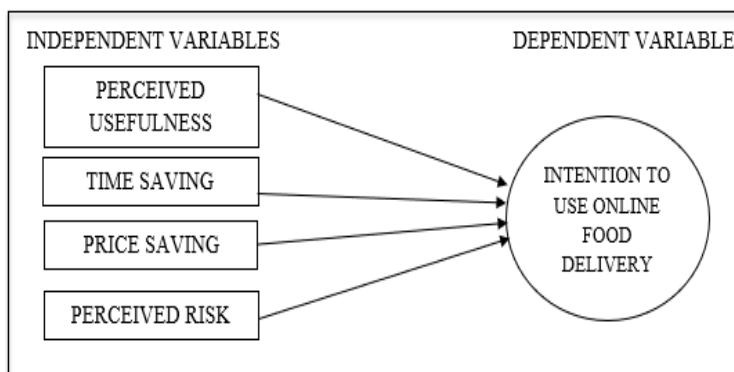 INDEPENDENT VARIABLES
DEPENDENT VARIABLE
PERCEIVED
USEFULNESS
TIME SAVING
PRICE SAVING
PERCEIVED RISK
INTENTION TO
USE ONLINE
FOOD
DELIVERY